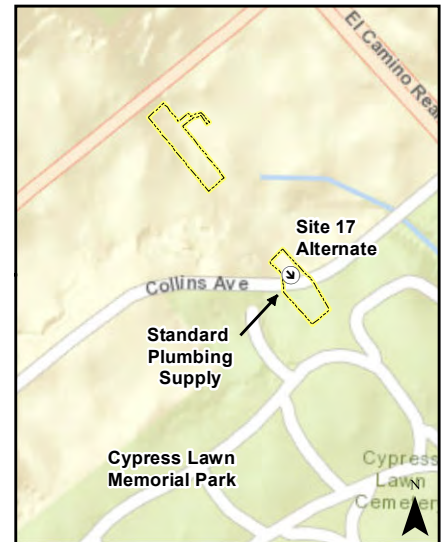 El Camino Rea
Site 17
Alternate
Collins Ave
Standard
Plumbing
Supply
Cypress Lawn
Memorial Park
Cypress
Lawn
Cemeter
N